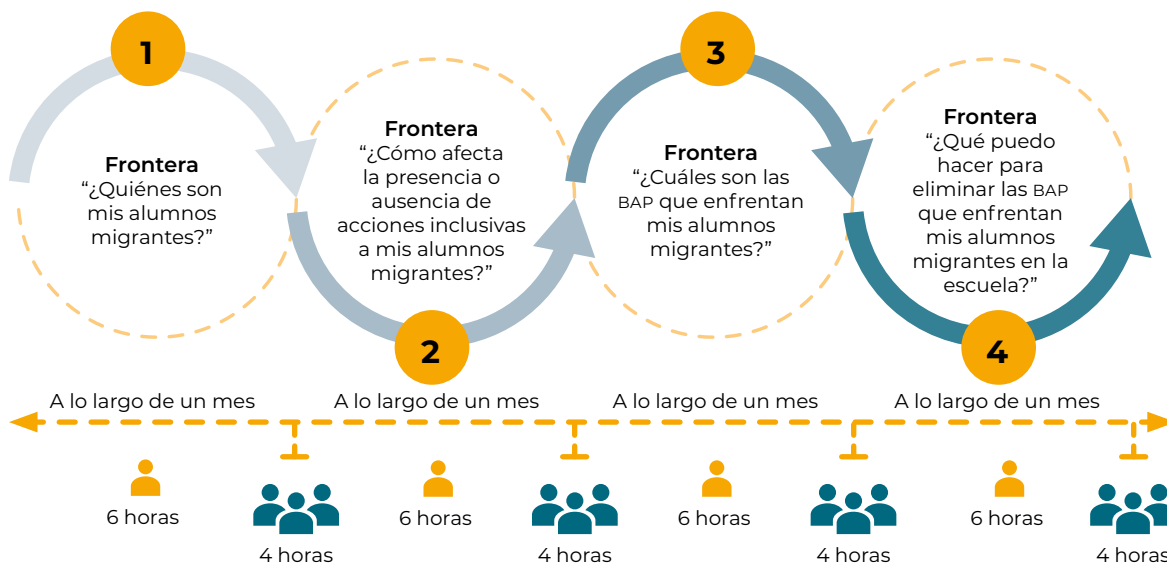 1
Frontera
“¿Quiénes son
mis alumnos
migrantes?”
2
Frontera
“¿Cómo afecta
la presencia o
ausencia de
acciones inclusivas
a mis alumnos
migrantes?”
3
Frontera
“¿Cuáles son las
BAP que enfrentan
mis alumnos
migrantes?”
4
Frontera
“¿Qué puedo
hacer para
eliminar las BAP
que enfrentan
mis alumnos
migrantes en la
escuela?”
A lo largo de un mes
A lo largo de un mes
A lo largo de un mes
A lo largo de un mes
6 horas
4 horas
6 horas
4 horas
6 horas
4 horas
6 horas
4 horas